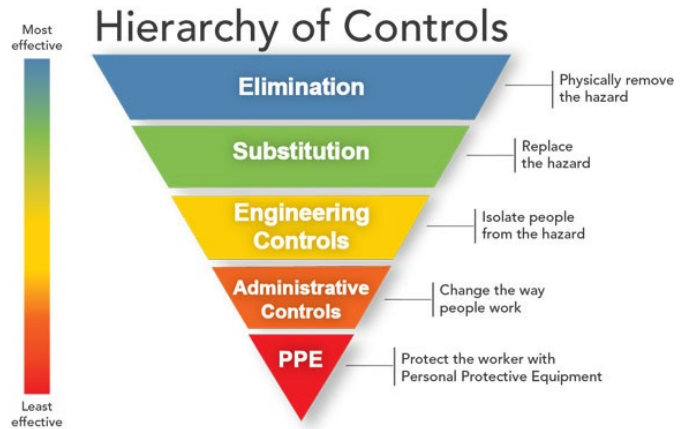 Hierarchy of Controls
Most
effective
Elimination
Physically remove
the hazard
Substitution
Replace
the hazard
Engineering
Controls
Isolate people
from the hazard
Administrative
Controls
Change the way
people work
PPE
Protect the worker with
Personal Protective Equipment
Least
effective